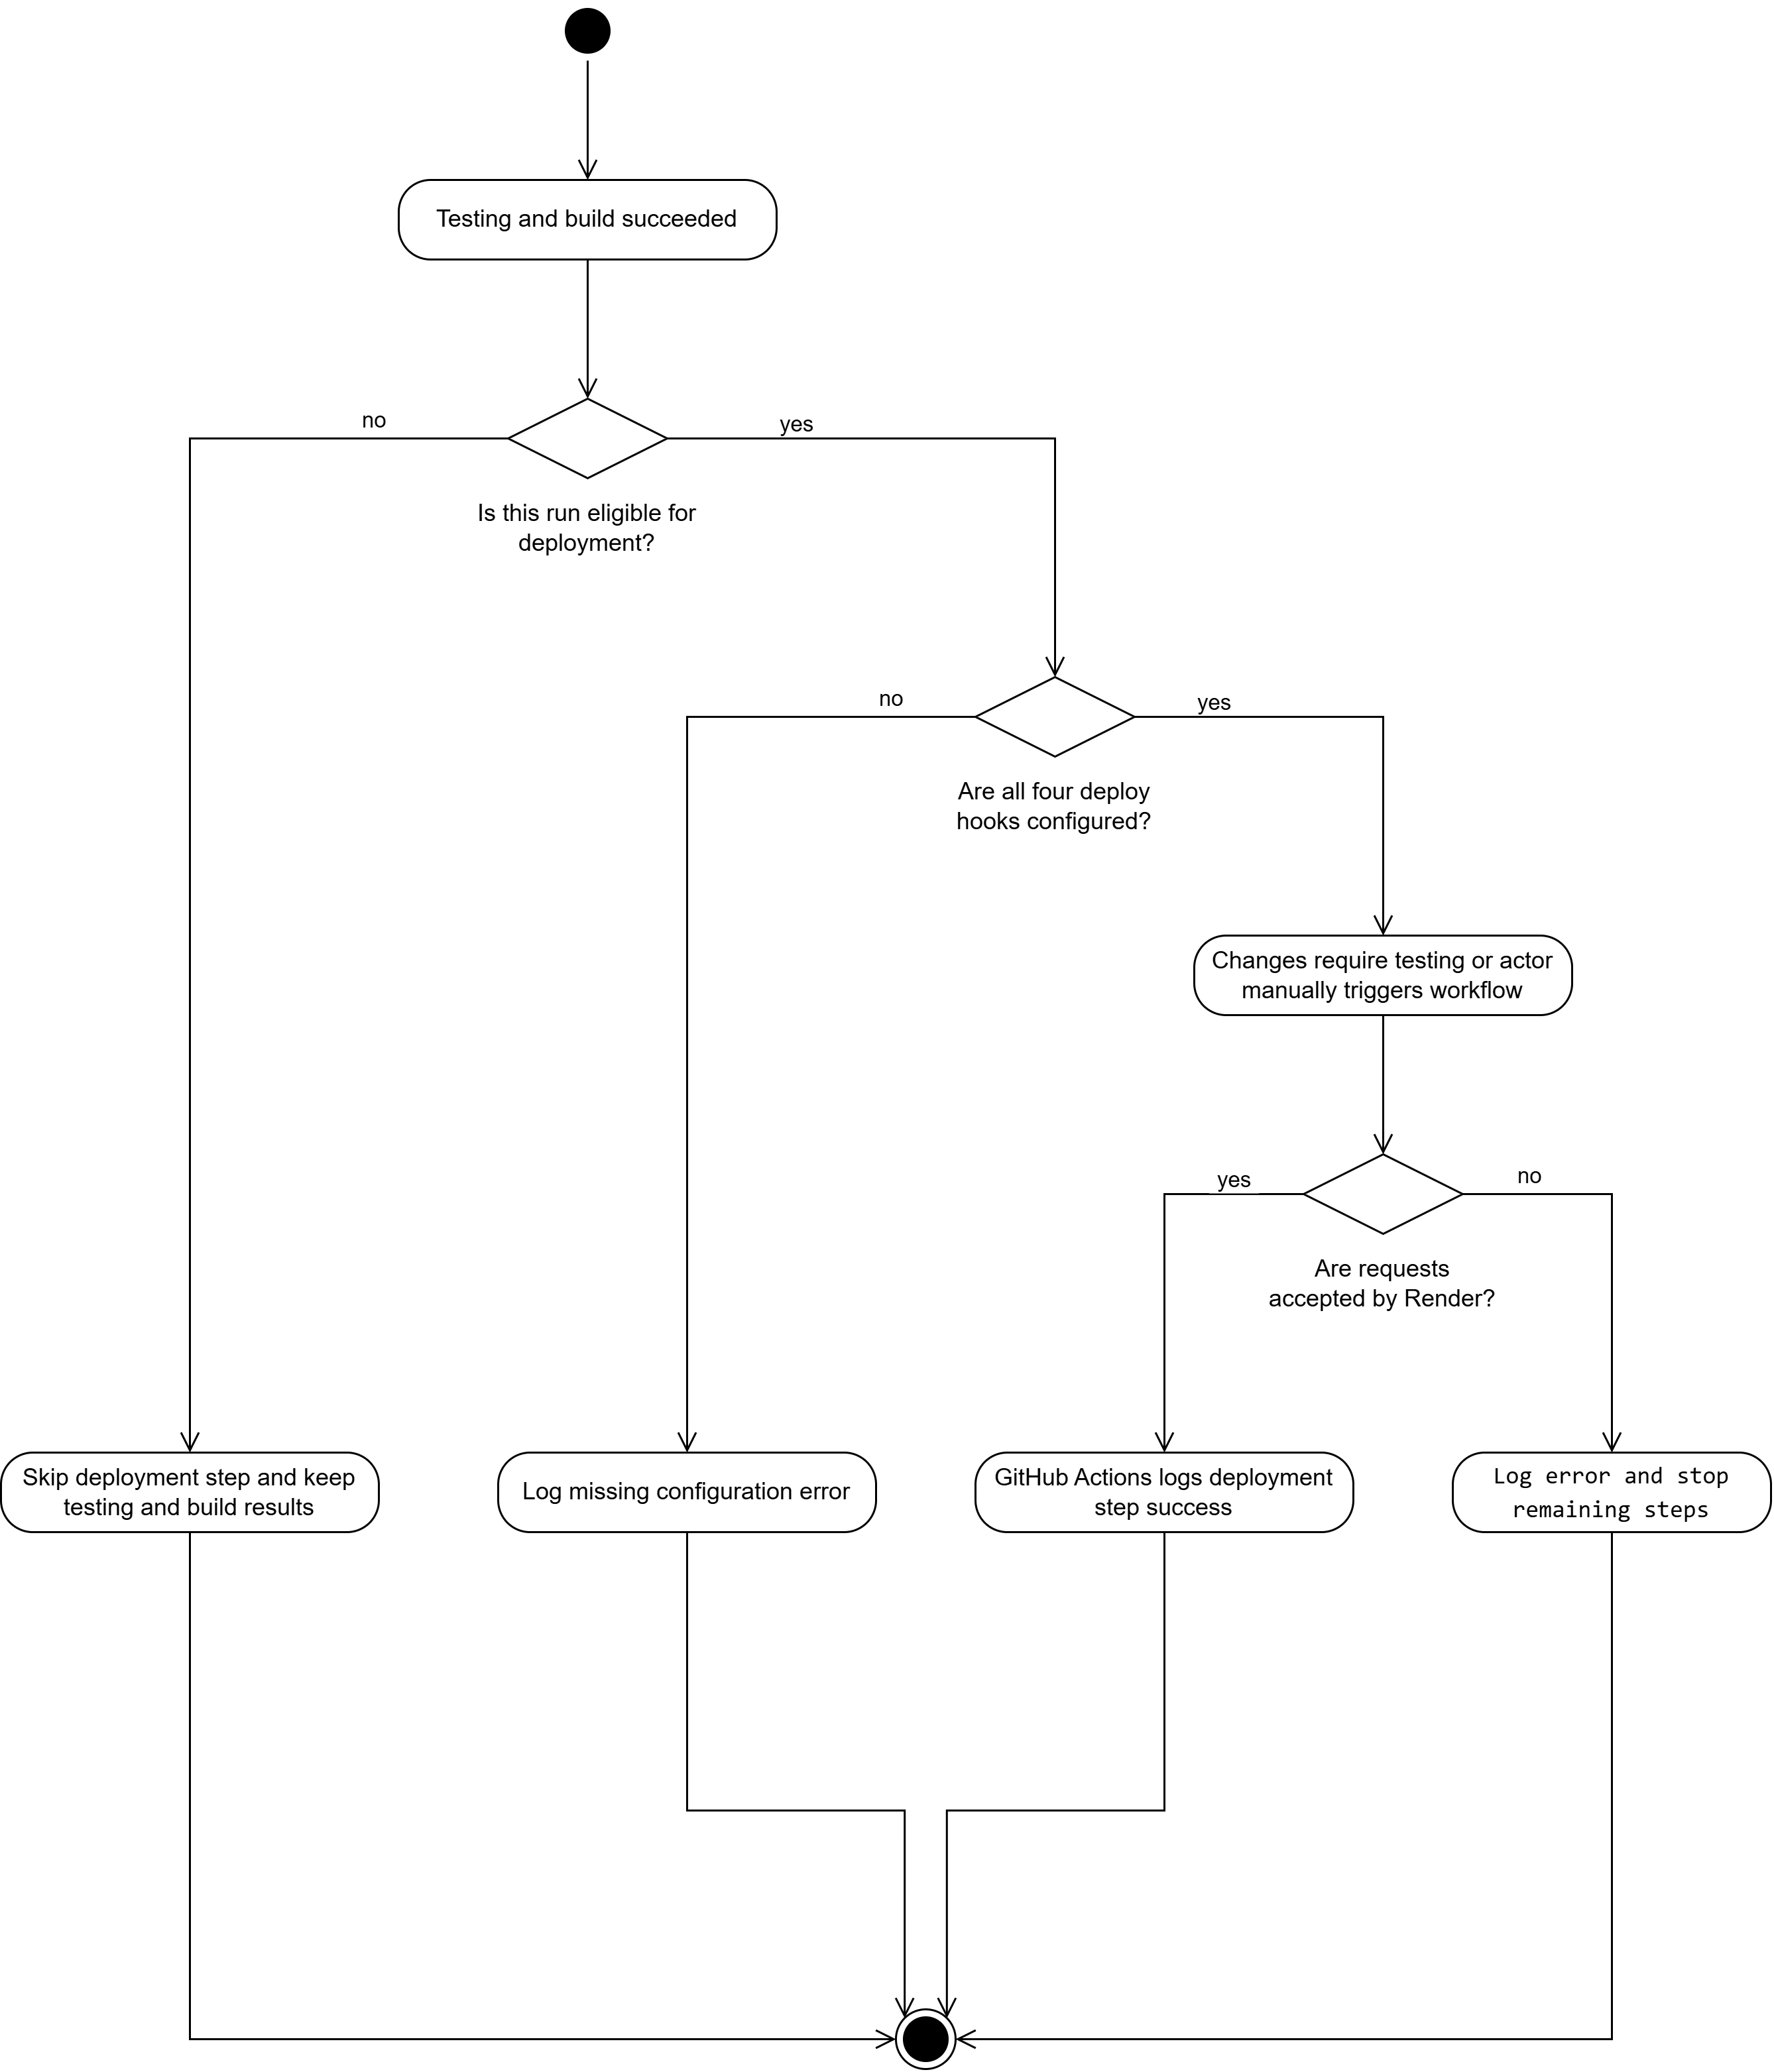 Testing and build succeeded
no
yes
Is this run eligible for
deployment?
no
yes
Are all four deploy
hooks configured?
Changes require testing or actor
manually triggers workflow
yes
no
Are requests
accepted by Render?
Skip deployment step and keep
testing and build results
Log missing configuration error
GitHub Actions logs deployment
step success
Log error and stop
remaining steps